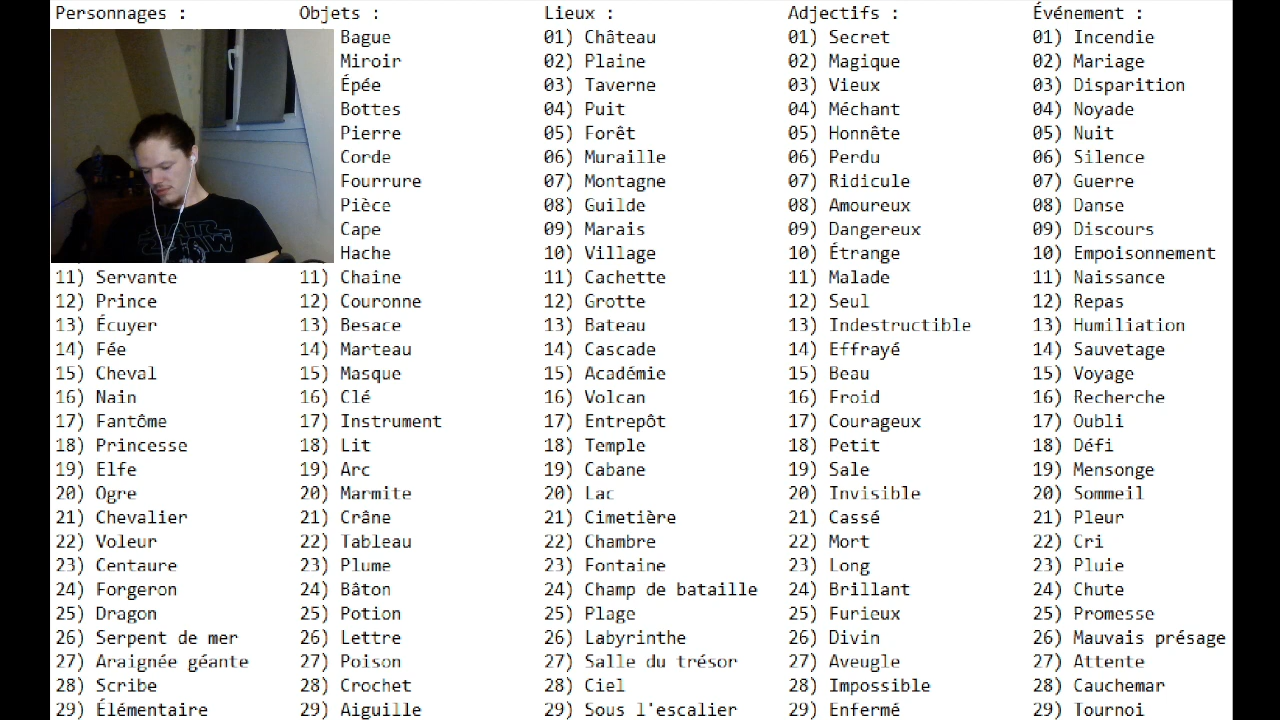 Personnages : Objets : Lieux : Adjectifs : Événement :
Bague 01) Château 01) Secret 01) Incendie
Miroir 02) Plaine 02) Magique 02) Mariage
Épée 03) Taverne 03) Vieux 03) Disparition
Bottes 04) Puit 04) Méchant 04) Noyade
Pierre 05) Forêt 05) Honnête 05) Nuit
Corde 06) Muraille 06) Perdu 06) Silence
Fourrure 07) Montagne 07) Ridicule 07) Guerre
Pièce 08) Guilde 08) Amoureux 08) Danse
Cape 09) Marais 09) Dangereux 09) Discours
Hache 10) Village 10) Étrange 10) Empoisonnement
11) Servante 11) Chaine 11) Cachette 11) Malade 11) Naissance
12) Prince 12) Couronne 12) Grotte 12) Seul 12) Repas
13) Écuyer 13) Besace 13) Bateau 13) Indestructible 13) Humiliation
14) Fée 14) Marteau 14) Cascade 14) Effrayé 14) Sauvetage
15) Cheval 15) Masque 15) Académie 15) Beau 15) Voyage
16) Nain 16) Clé 16) Volcan 16) Froid 16) Recherche
17) Fantôme 17) Instrument 17) Entrepôt 17) Courageux 17) Oubli
18) Princesse 18) Lit 18) Temple 18) Petit 18) Défi
19) Elfe 19) Arc 19) Cabane 19) Sale 19) Mensonge
20) Ogre 20) Marmite 20) Lac 20) Invisible 20) Sommeil
21) Chevalier 21) Crâne 21) Cimetière 21) Cassé 21) Pleur
22) Voleur 22) Tableau 22) Chambre 22) Mort 22) Cri
23) Centaure 23) Plume 23) Fontaine 23) Long 23) Pluie
24) Forgeron 24) Bâton 24) Champ de bataille 24) Brillant 24) Chute
25) Dragon 25) Potion 25) Plage 25) Furieux 25) Promesse
26) Serpent de mer 26) Lettre 26) Labyrinthe 26) Divin 26) Mauvais présage
27) Araignée géante 27) Poison 27) Salle du trésor 27) Aveugle 27) Attente
28) Scribe 28) Crochet 28) Ciel 28) Impossible 28) Cauchemar
29) Élémentaire 29) Aiguille 29) Sous l'escalier 29) Enfermé 29) Tournoi